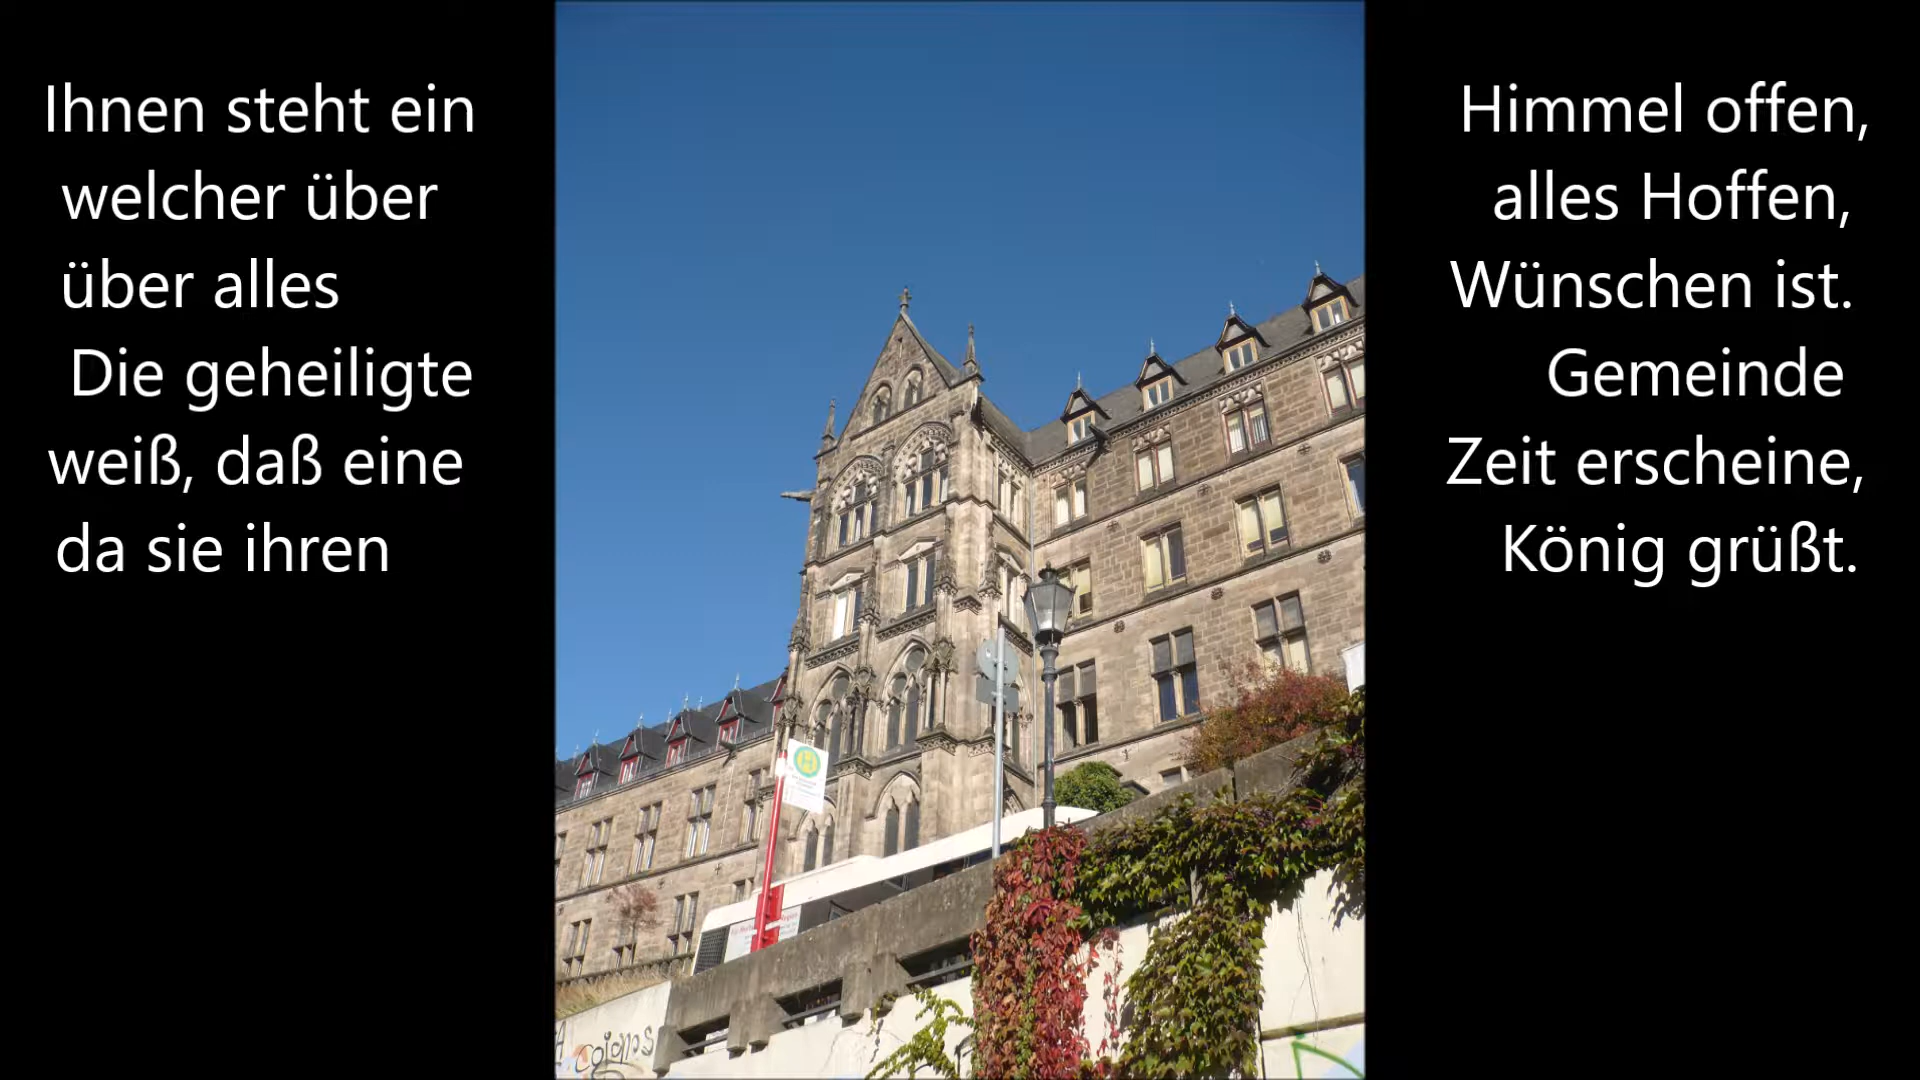 Ihnen steht ein Himmel offen,
welcher über alles Hoffen,
über alles Wünschen ist.
Die geheiligte Gemeinde
weiß, daß eine Zeit erscheine,
da sie ihren König grüßt.
H